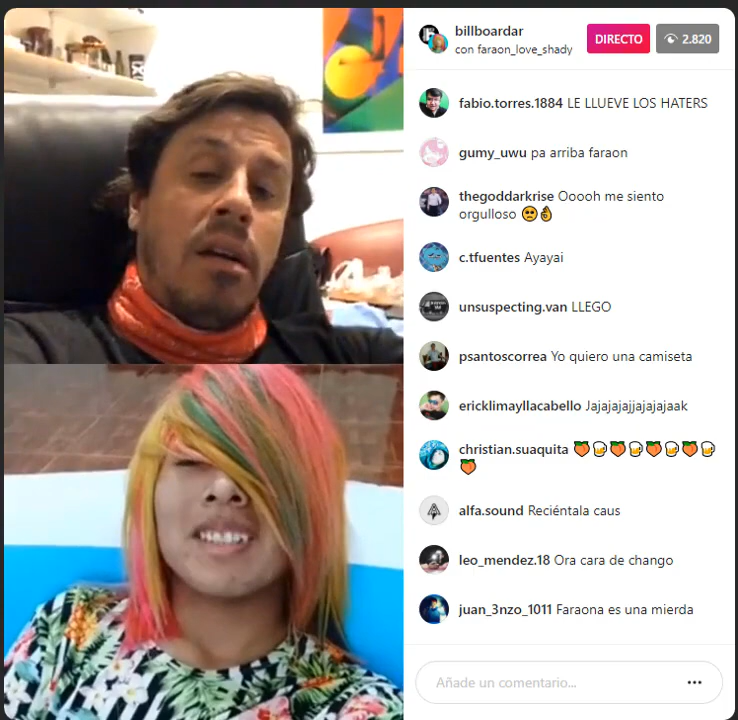 billboardar
con faraon_love_shady
DIRECTO
2.820
fabio.torres.1884 LE LLUEVE LOS HATERS
gumy_uwu pa arriba faraon
thegoddarkrise Ooooh me siento
orgulloso 🥺👌
c.tfuentes Ayayai
unsuspecting.van LLEGO
psantoscorrea Yo quiero una camiseta
ericklimayllacabello Jajajajajjajajajaak
christian.suaquita 🍑🍺🍑🍺🍑🍺🍑🍺
🍑
alfa.sound Reciéntala caus
leo_mendez.18 Ora cara de chango
juan_3nzo_1011 Faraona es una mierda
Añade un comentario...